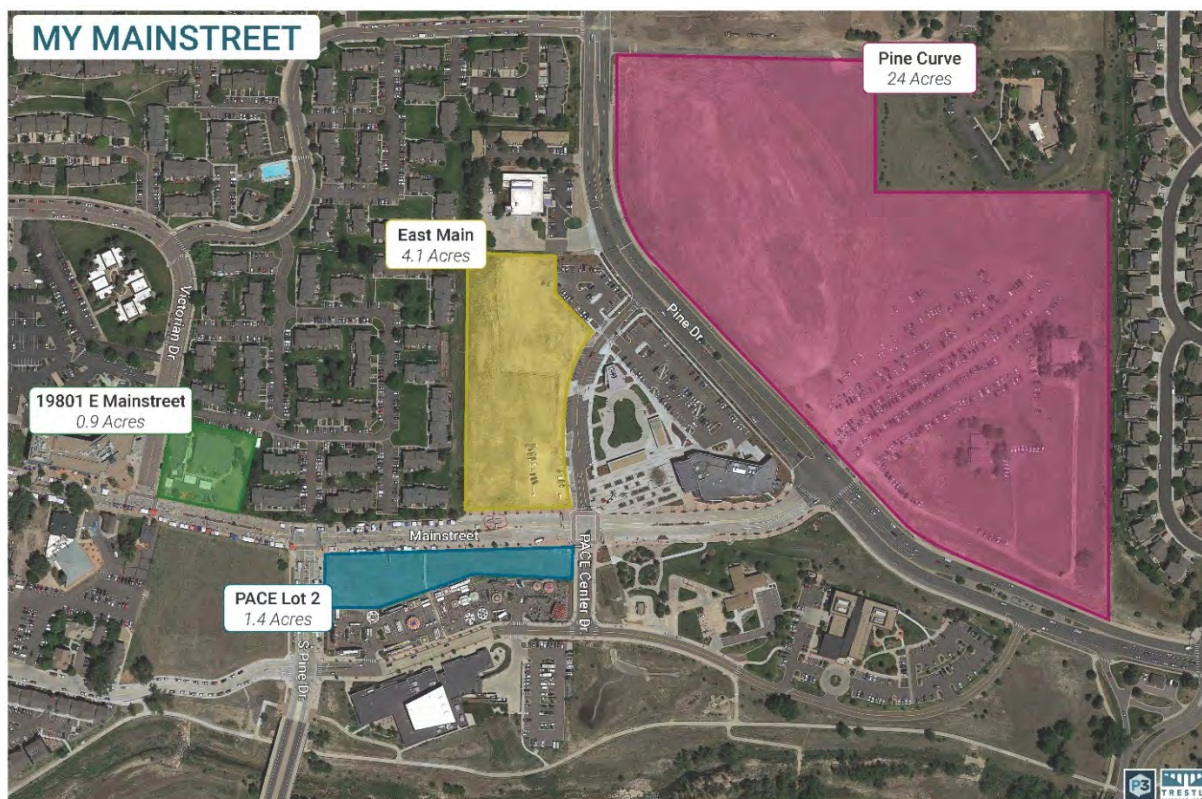 MY MAINSTREET
Pine Curve
24 Acres
East Main
4.1 Acres
Pine Dr.
Victorian Dr
19801 E Mainstreet
0.9 Acres
Mainstreet
PACE Lot 2
1.4 Acres
PACE Center Dr.
S Pine Dr.
P3